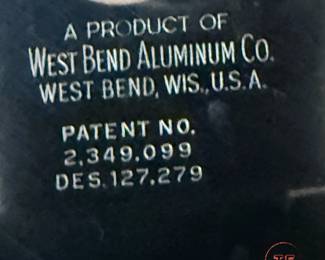 A PRODUCT OF
WEST BEND ALUMINUM CO.
WEST BEND, WIS., U.S.A.
PATENT NO.
2,349,099
DES. 127,279